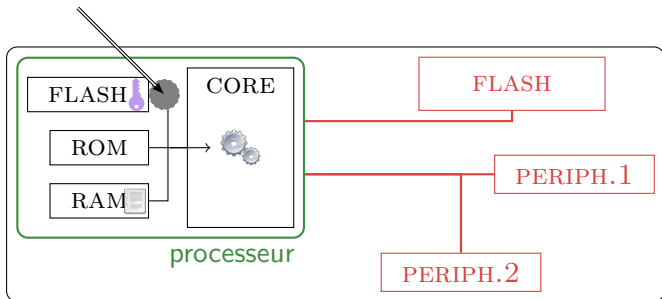 FLASH
ROM
RAM
CORE
processeur
FLASH
PERIPH.1
PERIPH.2